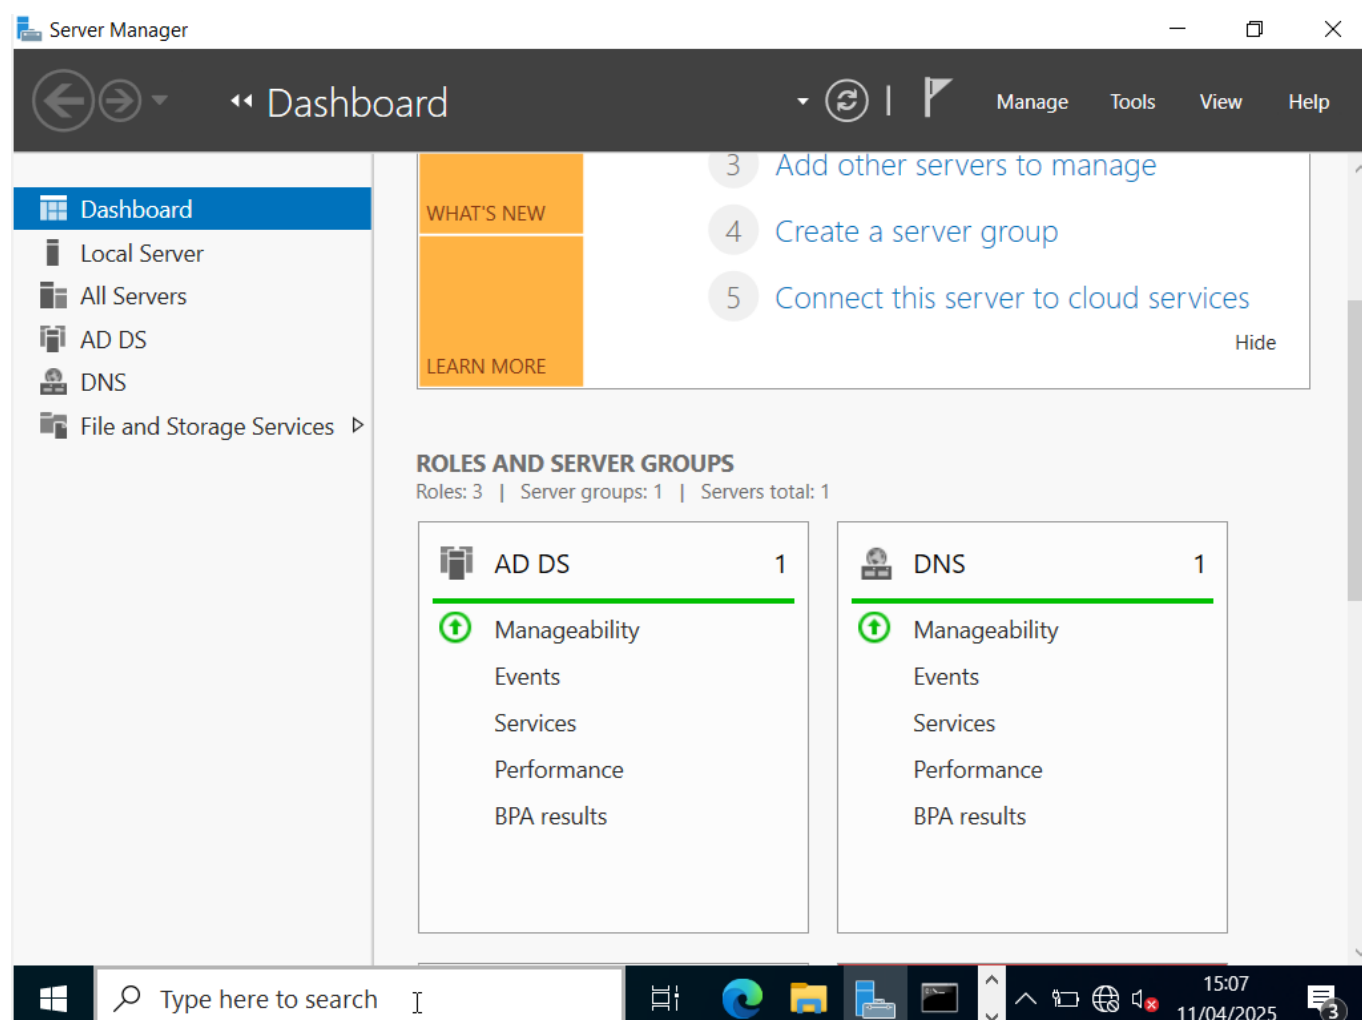 Server Manager
Dashboard
Manage Tools View Help
Dashboard
Local Server
All Servers
AD DS
DNS
File and Storage Services
WHAT'S NEW
LEARN MORE
3 Add other servers to manage
4 Create a server group
5 Connect this server to cloud services
Hide
ROLES AND SERVER GROUPS
Roles: 3 | Server groups: 1 | Servers total: 1
AD DS 1
Manageability
Events
Services
Performance
BPA results
DNS 1
Manageability
Events
Services
Performance
BPA results
Type here to search
15:07
11/04/2025
3